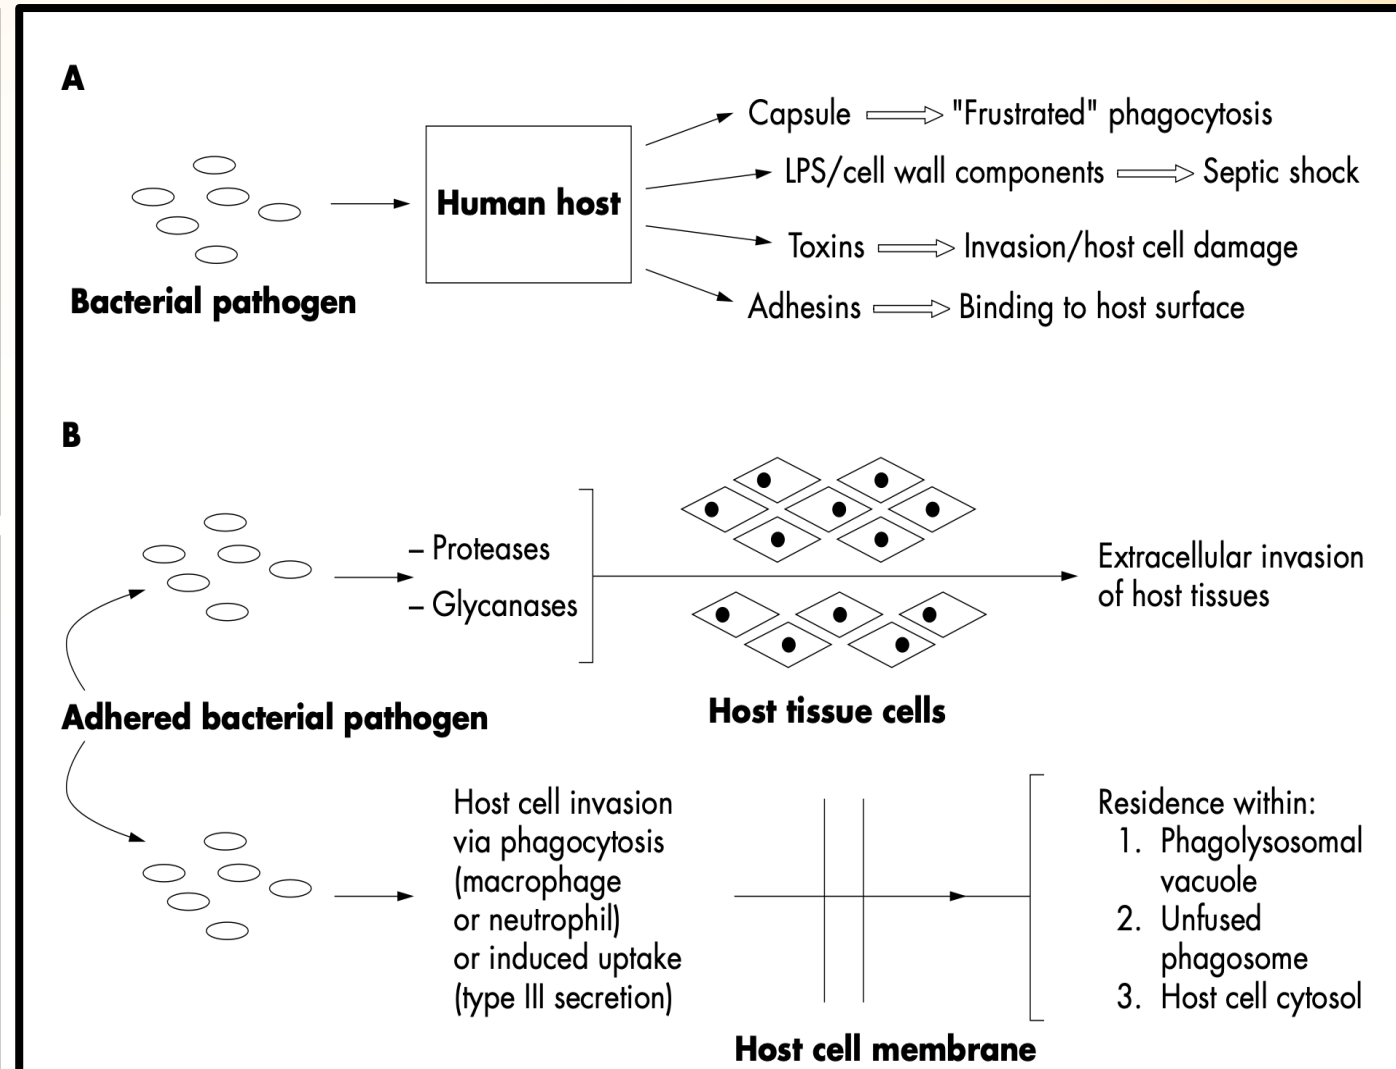 A
Capsule "Frustrated" phagocytosis
LPS/cell wall components Septic shock
Human host
Toxins Invasion/host cell damage
Bacterial pathogen
Adhesins Binding to host surface
B
– Proteases
– Glycanases
Extracellular invasion
of host tissues
Adhered bacterial pathogen
Host tissue cells
Host cell invasion
via phagocytosis
(macrophage
or neutrophil)
or induced uptake
(type III secretion)
Host cell membrane
Residence within:
1. Phagolysosomal
vacuole
2. Unfused
phagosome
3. Host cell cytosol